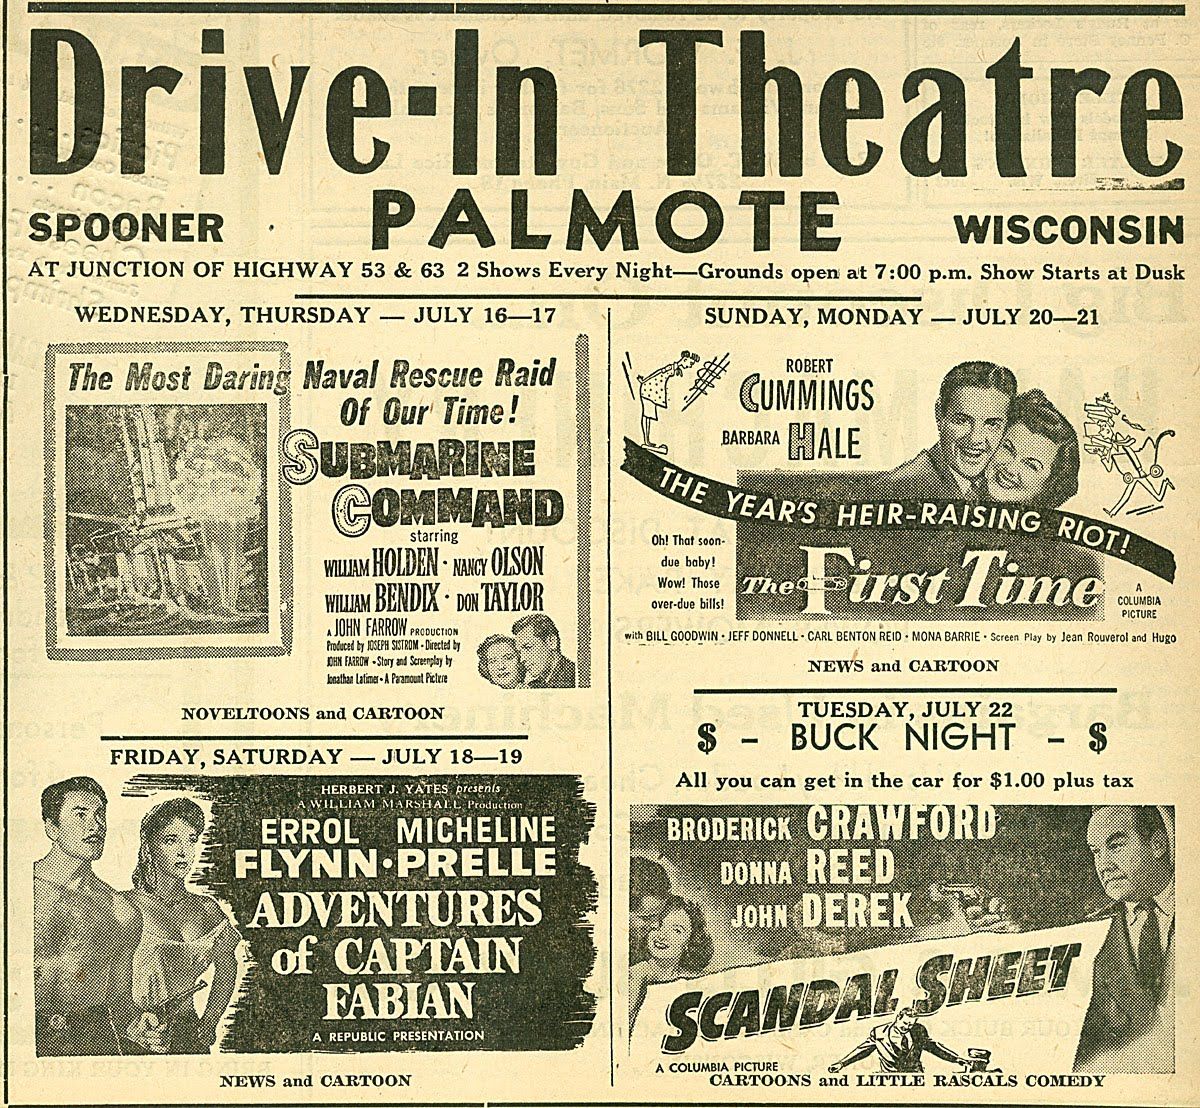 Drive-In Theatre
SPOONER PALMOTE WISCONSIN
AT JUNCTION OF HIGHWAY 53 & 63 2 Shows Every Night—Grounds open at 7:00 p.m. Show Starts at Dusk
WEDNESDAY, THURSDAY — JULY 16—17
The Most Daring Naval Rescue Raid
Of Our Time!
SUBMARINE
COMMAND
starring
WILLIAM HOLDEN · NANCY OLSON
WILLIAM BENDIX · DON TAYLOR
A JOHN FARROW PRODUCTION
Produced by JOSEPH SISTROM · Directed by
JOHN FARROW · Story and Screenplay by
Jonathan Latimer · A Paramount Picture
NOVELTOONS and CARTOON
FRIDAY, SATURDAY — JULY 18—19
HERBERT J. YATES presents
A WILLIAM MARSHALL Production
ERROL MICHELINE
FLYNN · PRELLE
ADVENTURES
of CAPTAIN
FABIAN
A REPUBLIC PRESENTATION
NEWS and CARTOON
SUNDAY, MONDAY — JULY 20—21
ROBERT
CUMMINGS
BARBARA HALE
THE YEAR'S HEIR-RAISING RIOT!
Oh! That soon-
due baby!
Wow! Those
over-due bills!
The First Time
A
COLUMBIA
PICTURE
with BILL GOODWIN · JEFF DONNELL · CARL BENTON REID · MONA BARRIE · Screen Play by Jean Rouverol and Hugo
NEWS and CARTOON
TUESDAY, JULY 22
$ – BUCK NIGHT – $
All you can get in the car for $1.00 plus tax
BRODERICK CRAWFORD
DONNA REED
JOHN DEREK
SCANDAL SHEET
A COLUMBIA PICTURE
CARTOONS and LITTLE RASCALS COMEDY